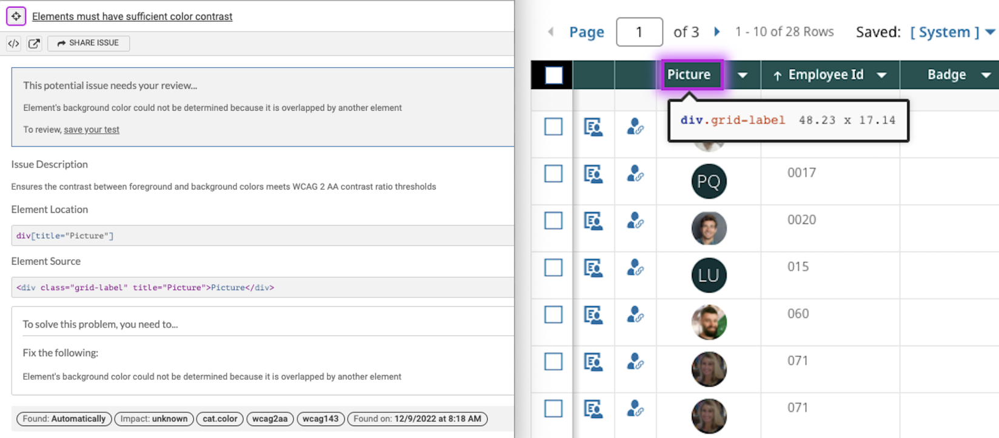 Elements must have sufficient color contrast
</> SHARE ISSUE
This potential issue needs your review...
Element's background color could not be determined because it is overlapped by another element
To review, save your test
Issue Description
Ensures the contrast between foreground and background colors meets WCAG 2 AA contrast ratio thresholds
Element Location
div[title="Picture"]
Element Source
<div class="grid-label" title="Picture">Picture</div>
To solve this problem, you need to...
Fix the following:
Element's background color could not be determined because it is overlapped by another element
Found: Automatically Impact: unknown cat.color wcag2aa wcag143 Found on: 12/9/2022 at 8:18 AM
Page 1 of 3 1 - 10 of 28 Rows Saved: [ System ]
Picture Employee Id Badge
div.grid-label 48.23 x 17.14
PQ 0017
0020
LU 015
060
071
071